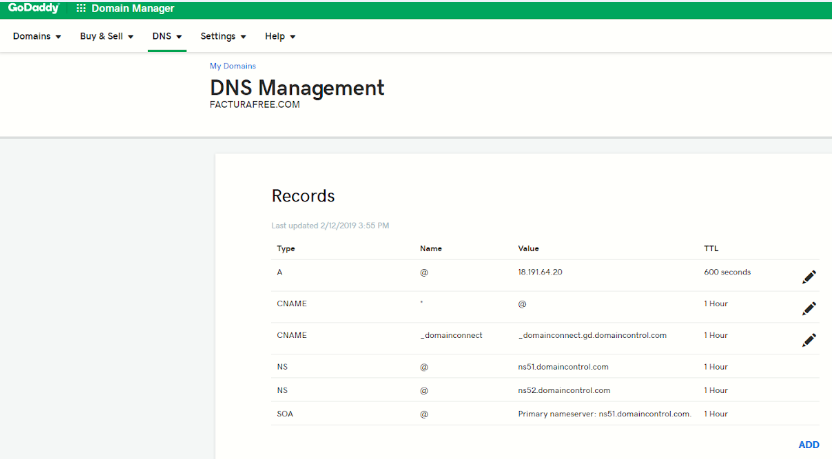 GoDaddy Domain Manager
Domains Buy & Sell DNS Settings Help
My Domains
DNS Management
FACTURAFREE.COM
Records
Last updated 2/12/2019 3:55 PM
Type Name Value TTL
A @ 18.191.64.20 600 seconds
CNAME * @ 1 Hour
CNAME _domainconnect _domainconnect.gd.domaincontrol.com 1 Hour
NS @ ns51.domaincontrol.com 1 Hour
NS @ ns52.domaincontrol.com 1 Hour
SOA @ Primary nameserver: ns51.domaincontrol.com. 1 Hour
ADD